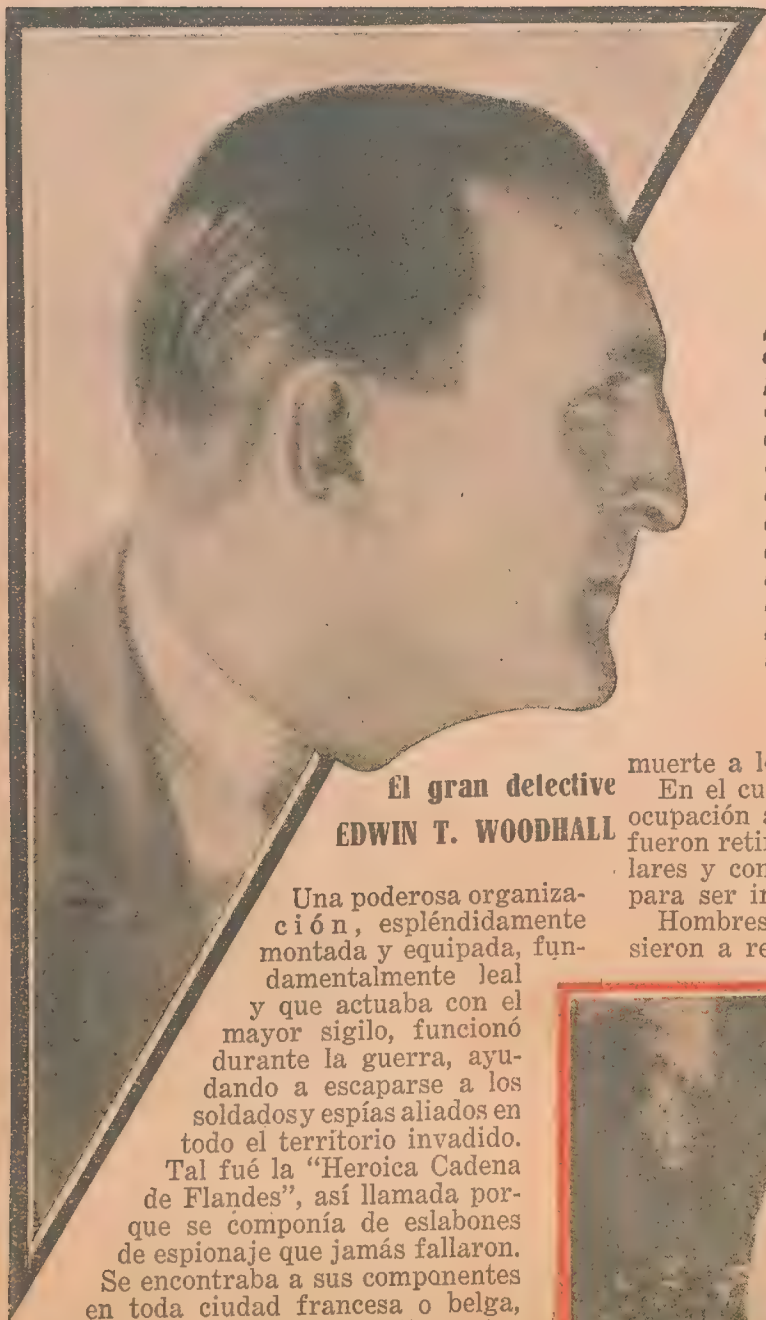 El gran detective
EDWIN T. WOODHALL
Una poderosa organiza-
ción, espléndidamente
montada y equipada, fun-
damentalmente leal
y que actuaba con el
mayor sigilo, funcionó
durante la guerra, ayu-
dando a escaparse a los
soldados y espías aliados en
todo el territorio invadido.
Tal fué la "Heroica Cadena
de Flandes", así llamada por-
que se componía de eslabones
de espionaje que jamás fallaron.
Se encontraba a sus componentes
en toda ciudad francesa o belga,
muerte a
En el
ocupación
fueron
lares y
para ser
Hombres
sieron a